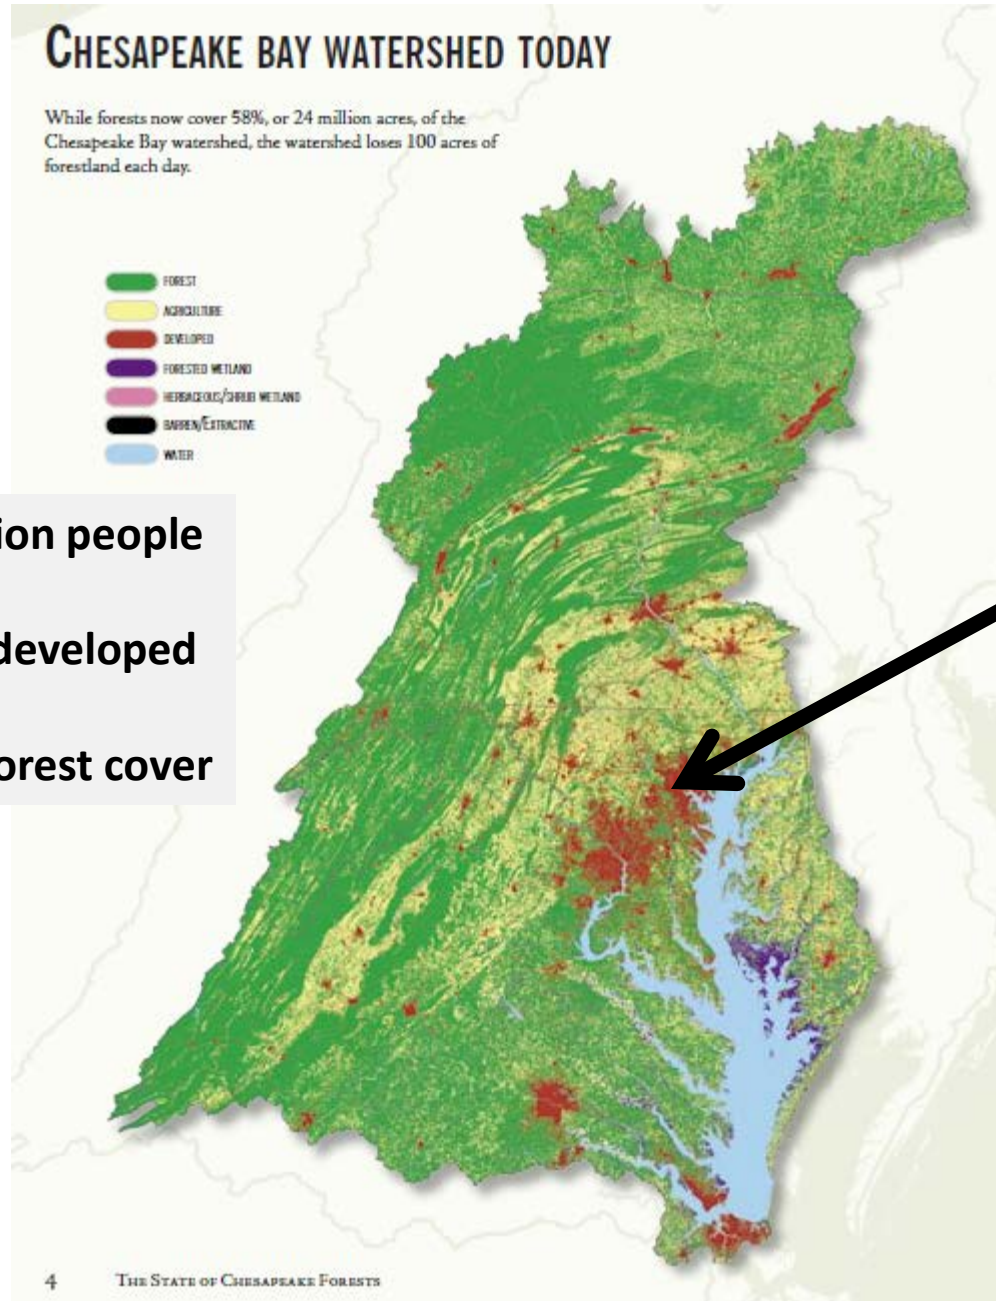 CHESAPEAKE BAY WATERSHED TODAY
While forests now cover 58%, or 24 million acres, of the
Chesapeake Bay watershed, the watershed loses 100 acres of
forestland each day.
FOREST
AGRICULTURE
DEVELOPED
FORESTED WETLAND
HERBACEOUS/SHRUB WETLAND
BARREN/EXTRACTIVE
WATER
ion people
developed
orest cover
4 THE STATE OF CHESAPEAKE FORESTS